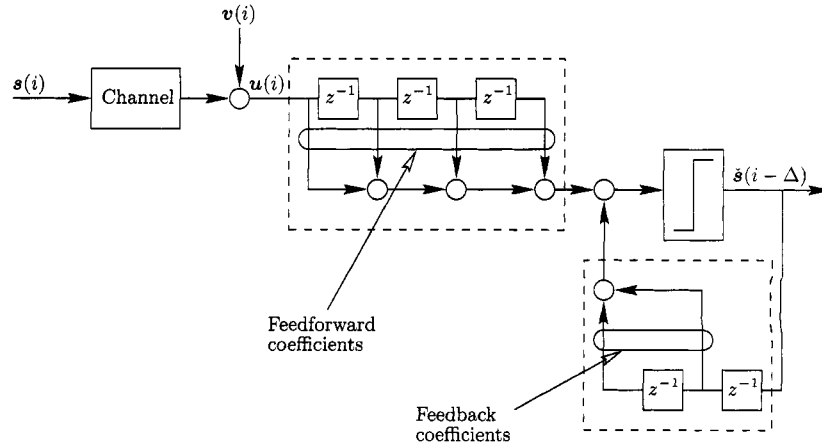 v(i)
s(i)
Channel
u(i)
z⁻¹
z⁻¹
z⁻¹
š(i − Δ)
Feedforward
coefficients
z⁻¹
z⁻¹
Feedback
coefficients